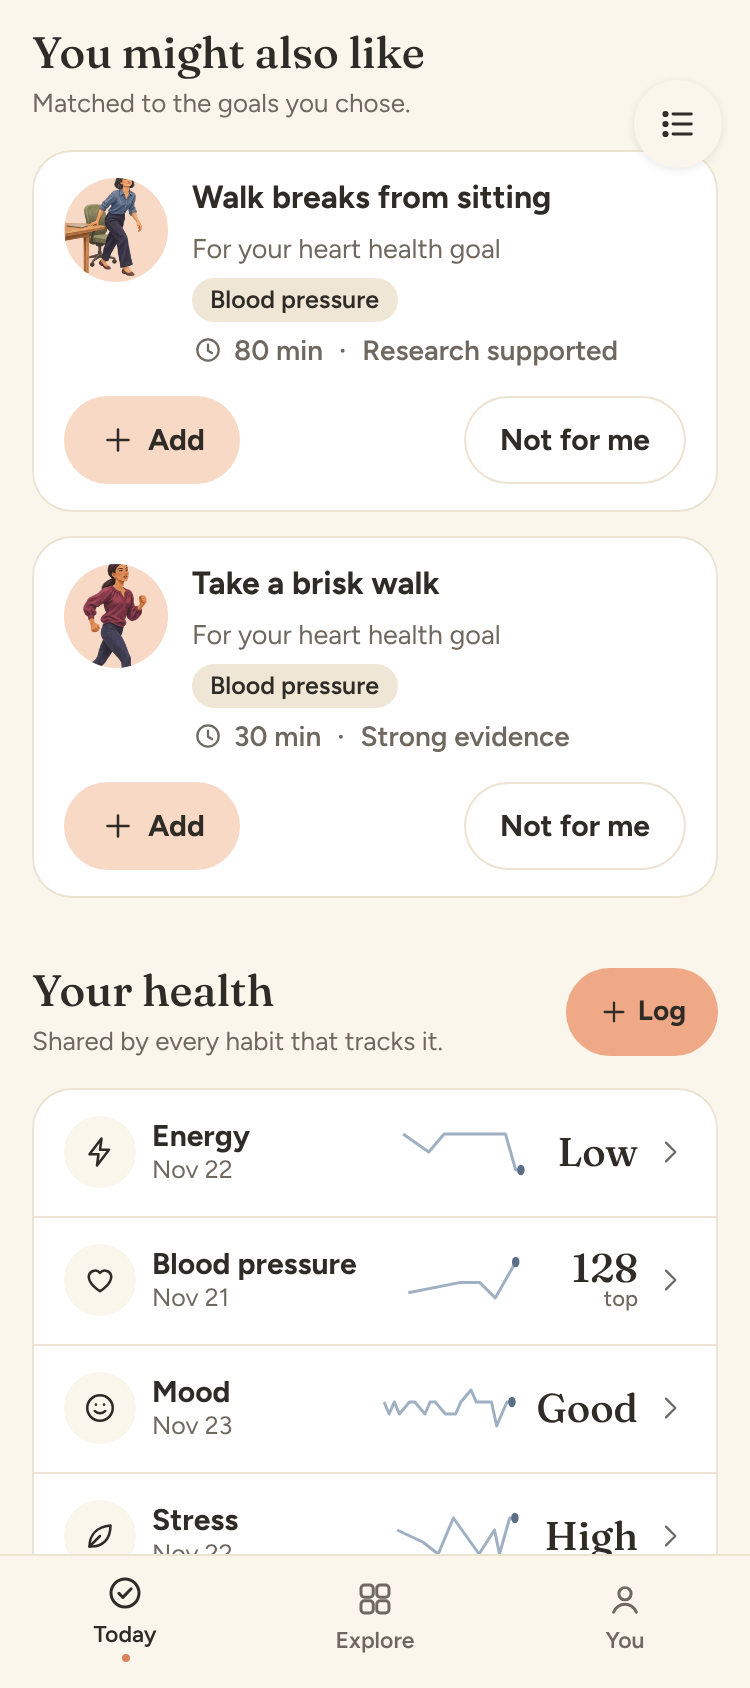 You might also like
Matched to the goals you chose.
Walk breaks from sitting
For your heart health goal
Blood pressure
80 min · Research supported
+ Add
Not for me
Take a brisk walk
For your heart health goal
Blood pressure
30 min · Strong evidence
+ Add
Not for me
Your health
Shared by every habit that tracks it.
+ Log
Energy
Nov 22
Low
Blood pressure
Nov 21
128
top
Mood
Nov 23
Good
Stress
Nov 22
High
Today
Explore
You